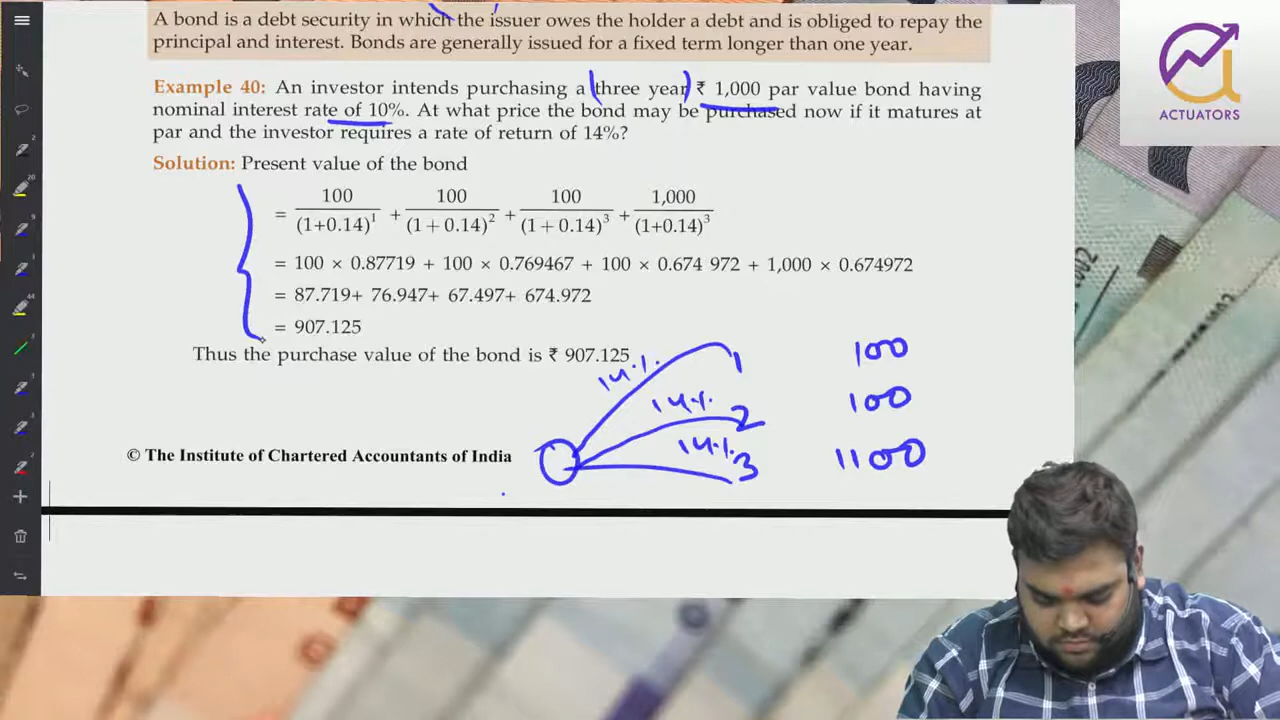 A bond is a debt security in which the issuer owes the holder a debt and is obliged to repay the
principal and interest. Bonds are generally issued for a fixed term longer than one year.
Example 40: An investor intends purchasing a three year ₹ 1,000 par value bond having
nominal interest rate of 10%. At what price the bond may be purchased now if it matures at
par and the investor requires a rate of return of 14%?
Solution: Present value of the bond
= 100/(1+0.14)^1 + 100/(1 + 0.14)^2 + 100/(1 + 0.14)^3 + 1,000/(1+0.14)^3
= 100 × 0.87719 + 100 × 0.769467 + 100 × 0.674 972 + 1,000 × 0.674972
= 87.719+ 76.947+ 67.497+ 674.972
= 907.125
Thus the purchase value of the bond is ₹ 907.125
14% 1 100
14% 2 100
14% 3 1100
© The Institute of Chartered Accountants of India
ACTUATORS